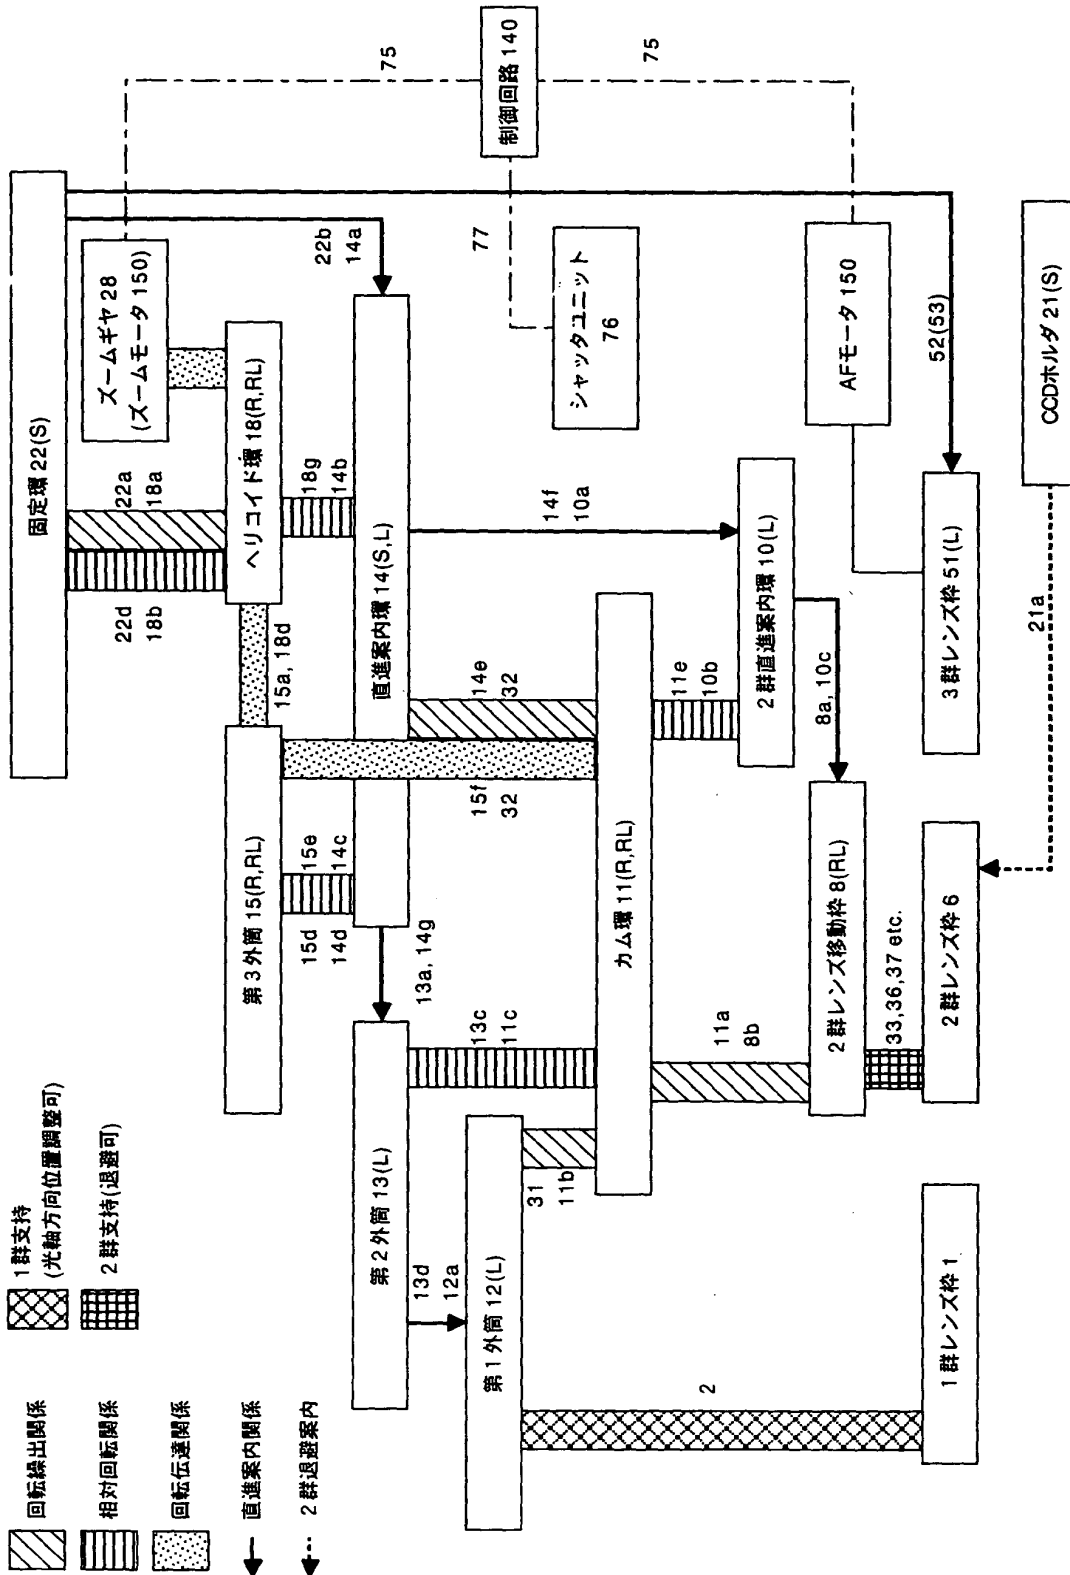 回転繰出関係
相対回転関係
回転伝達関係
直進案内関係
2群退避案内
1群支持
(光軸方向位置調整可)
2群支持(退避可)
固定環 22(S)
22a
18a
22d
18b
ズームギヤ 28
(ズームモータ 150)
75
制御回路 140
75
77
シャッタユニット
76
ヘリコイド環 18(R,RL)
15a, 18d
18g
14b
22b
14a
第3外筒 15(R,RL)
15e
14c
15d
14d
直進案内環 14(S,L)
13a, 14g
14e
32
15f
32
14f
10a
第2外筒 13(L)
13d
12a
13c
11c
第1外筒 12(L)
31
11b
カム環 11(R,RL)
11e
10b
11a
8b
2群直進案内環 10(L)
8a, 10c
2群レンズ移動枠 8(RL)
33,36,37 etc.
AFモータ 150
52(53)
2
1群レンズ枠 1
2群レンズ枠 6
3群レンズ枠 51(L)
21a
CCDホルダ 21(S)